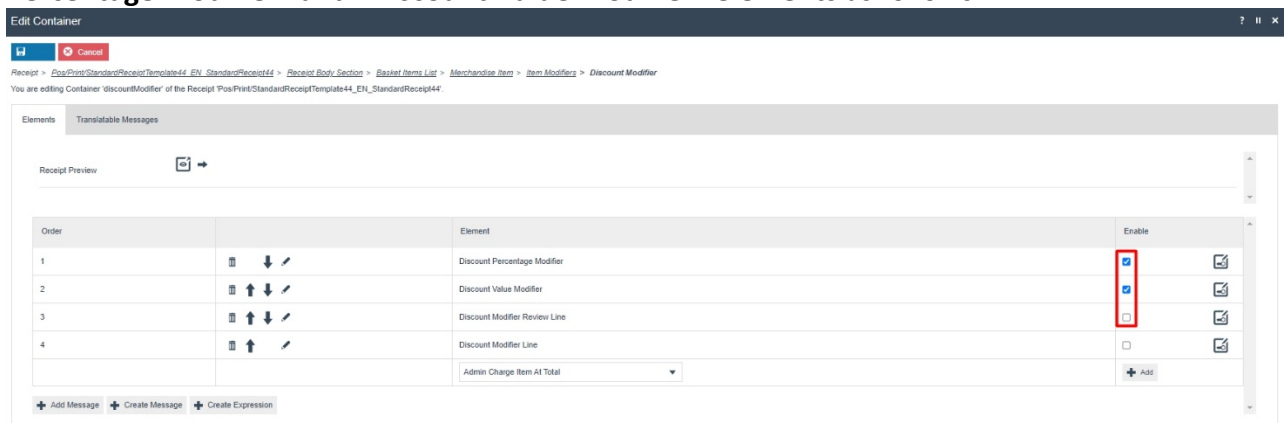 Edit Container
? II ×
Cancel
Receipt > Pos/Print/StandardReceiptTemplate44_EN_StandardReceipt44 > Receipt Body Section > Basket Items List > Merchandise Item > Item Modifiers > Discount Modifier
You are editing Container 'discountModifier' of the Receipt 'Pos/Print/StandardReceiptTemplate44_EN_StandardReceipt44'.
Elements Translatable Messages
Receipt Preview
Order Element Enable
1 Discount Percentage Modifier
2 Discount Value Modifier
3 Discount Modifier Review Line
4 Discount Modifier Line
Admin Charge Item At Total Add
Add Message Create Message Create Expression